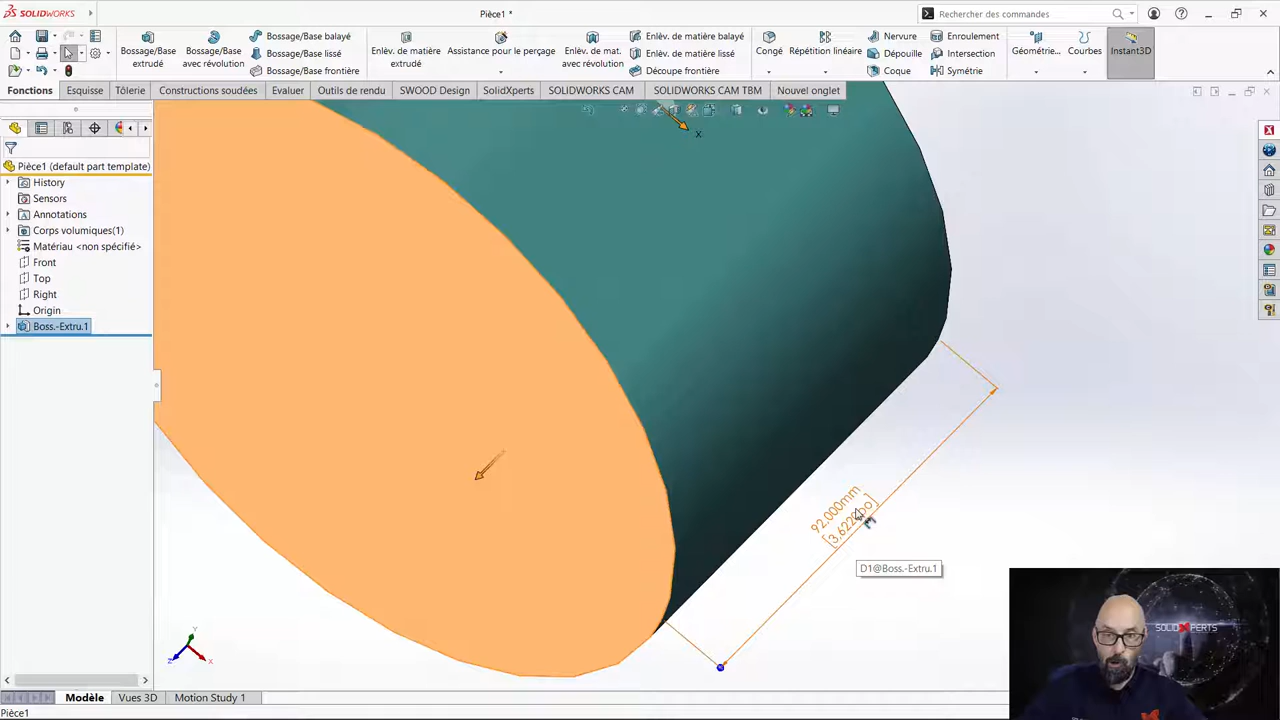 SOLIDWORKS
Pièce1 *
Rechercher des commandes
Bossage/Base extrudé
Bossage/Base avec révolution
Bossage/Base balayé
Bossage/Base lissé
Bossage/Base frontière
Enlèv. de matière extrudé
Assistance pour le perçage
Enlèv. de mat. avec révolution
Enlèv. de matière balayé
Enlèv. de matière lissé
Découpe frontière
Congé
Répétition linéaire
Nervure
Dépouille
Coque
Enroulement
Intersection
Symétrie
Géométrie...
Courbes
Instant3D
Fonctions
Esquisse
Tôlerie
Constructions soudées
Evaluer
Outils de rendu
SWOOD Design
SolidXperts
SOLIDWORKS CAM
SOLIDWORKS CAM TBM
Nouvel onglet
Pièce1 (default part template)
History
Sensors
Annotations
Corps volumiques(1)
Matériau <non spécifié>
Front
Top
Right
Origin
Boss.-Extru.1
X
92,000mm
D1@Boss.-Extru.1
Y
Z
X
SOLIDXPERTS
Modèle
Vues 3D
Motion Study 1
Pièce1